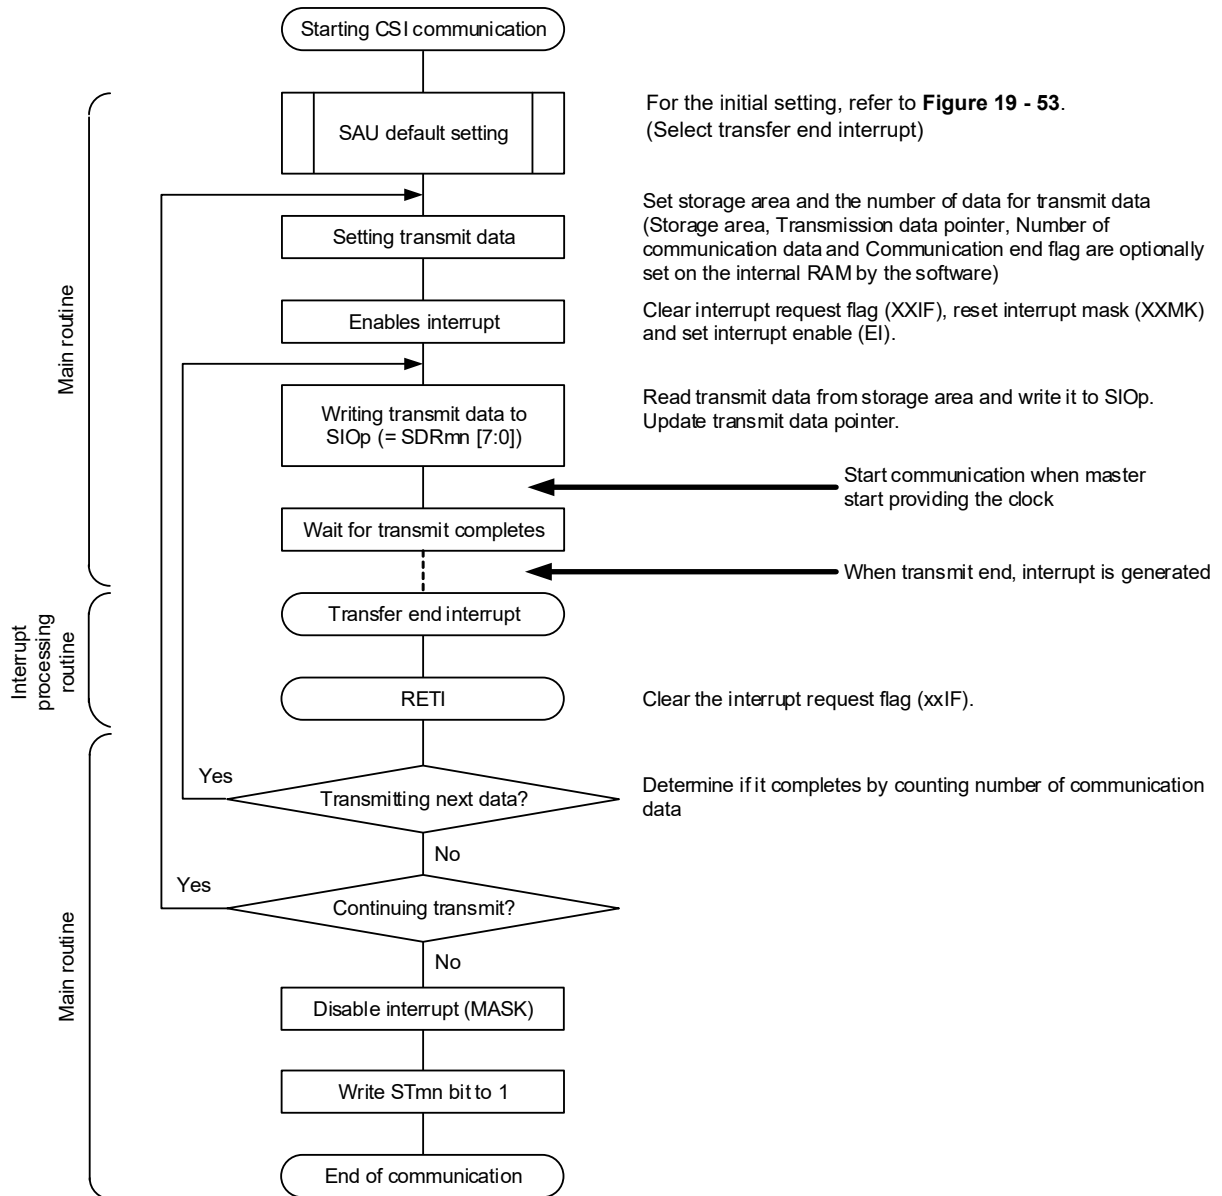 Starting CSI communication
SAU default setting
For the initial setting, refer to Figure 19 - 53.
(Select transfer end interrupt)
Setting transmit data
Set storage area and the number of data for transmit data
(Storage area, Transmission data pointer, Number of
communication data and Communication end flag are optionally
set on the internal RAM by the software)
Enables interrupt
Clear interrupt request flag (XXIF), reset interrupt mask (XXMK)
and set interrupt enable (EI).
Main routine
Writing transmit data to
SIOp (= SDRmn [7:0])
Read transmit data from storage area and write it to SIOp.
Update transmit data pointer.
Start communication when master
start providing the clock
Wait for transmit completes
When transmit end, interrupt is generated
Interrupt
processing
routine
Transfer end interrupt
RETI
Clear the interrupt request flag (xxIF).
Yes
Transmitting next data?
Determine if it completes by counting number of communication
data
No
Yes
Continuing transmit?
No
Main routine
Disable interrupt (MASK)
Write STmn bit to 1
End of communication